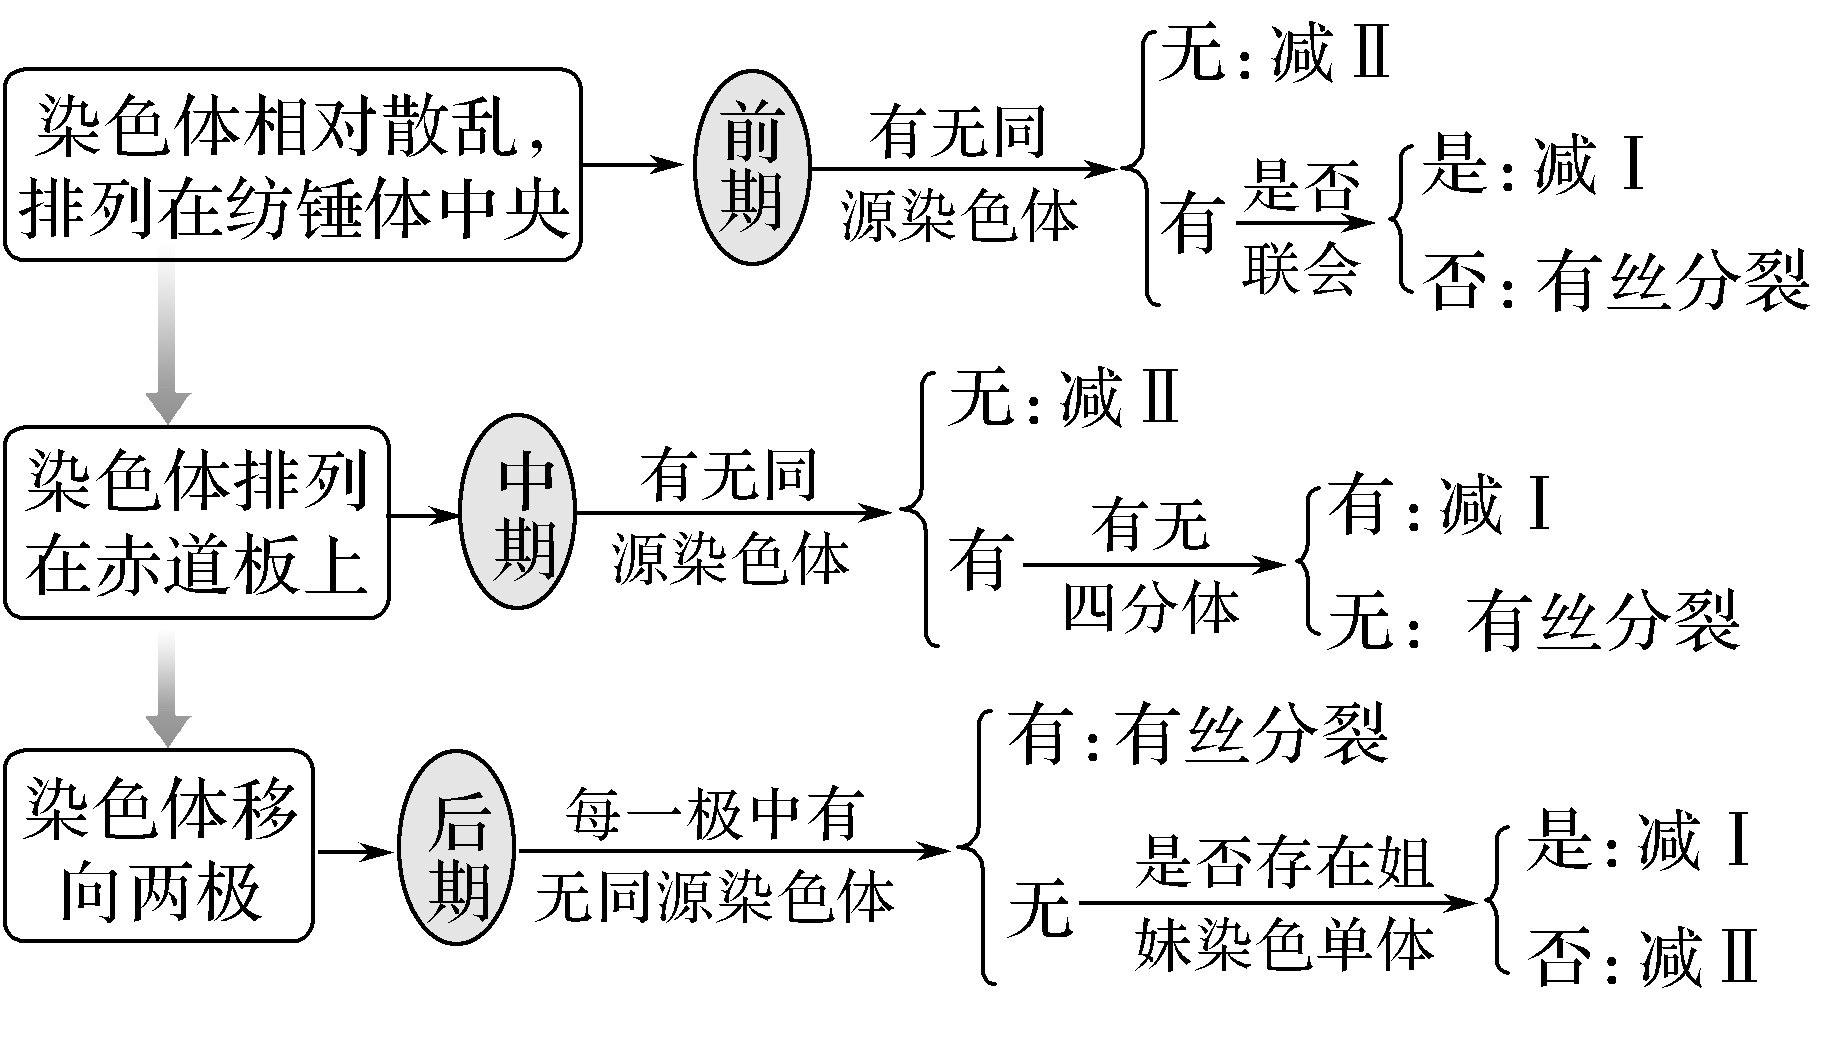 染色体相对散乱，
排列在纺锤体中央
前
期
有无同
源染色体
无：减Ⅱ
有
是否
联会
是：减Ⅰ
否：有丝分裂
染色体排列
在赤道板上
中
期
有无同
源染色体
无：减Ⅱ
有
有无
四分体
有：减Ⅰ
无：有丝分裂
染色体移
向两极
后
期
每一极中有
无同源染色体
有：有丝分裂
无
是否存在姐
妹染色单体
是：减Ⅰ
否：减Ⅱ